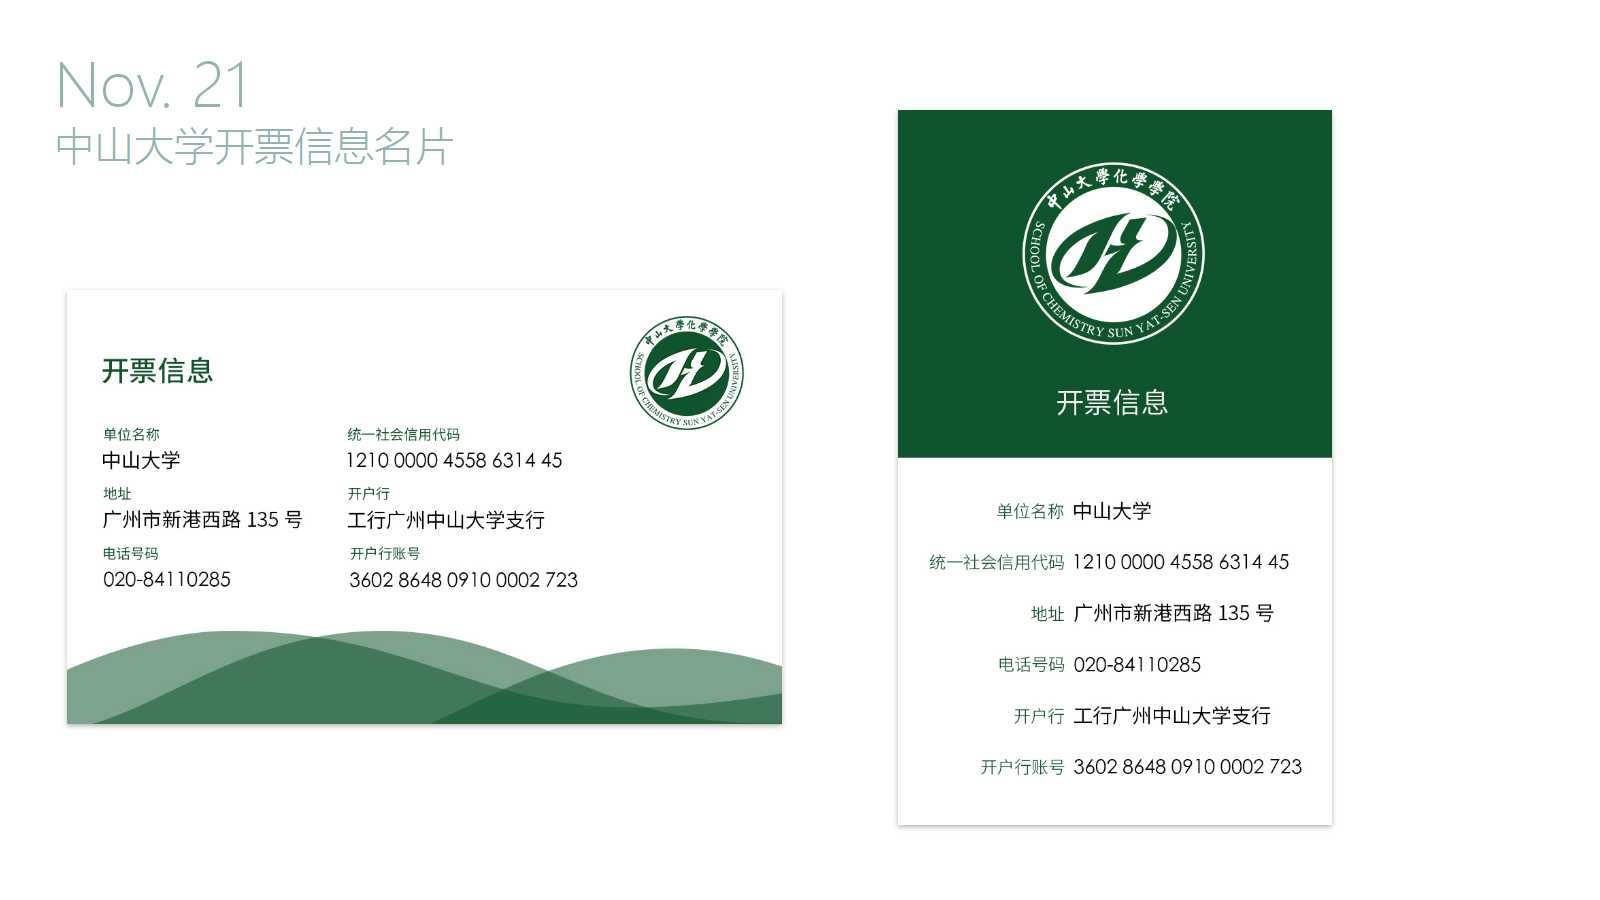 Nov. 21
中山大学开票信息名片
开票信息
中山大學化學學院
SCHOOL OF CHEMISTRY SUN YAT-SEN UNIVERSITY
单位名称
中山大学
统一社会信用代码
1210 0000 4558 6314 45
地址
广州市新港西路 135 号
开户行
工行广州中山大学支行
电话号码
020-84110285
开户行账号
3602 8648 0910 0002 723
中山大學化學學院
SCHOOL OF CHEMISTRY SUN YAT-SEN UNIVERSITY
开票信息
单位名称 中山大学
统一社会信用代码 1210 0000 4558 6314 45
地址 广州市新港西路 135 号
电话号码 020-84110285
开户行 工行广州中山大学支行
开户行账号 3602 8648 0910 0002 723